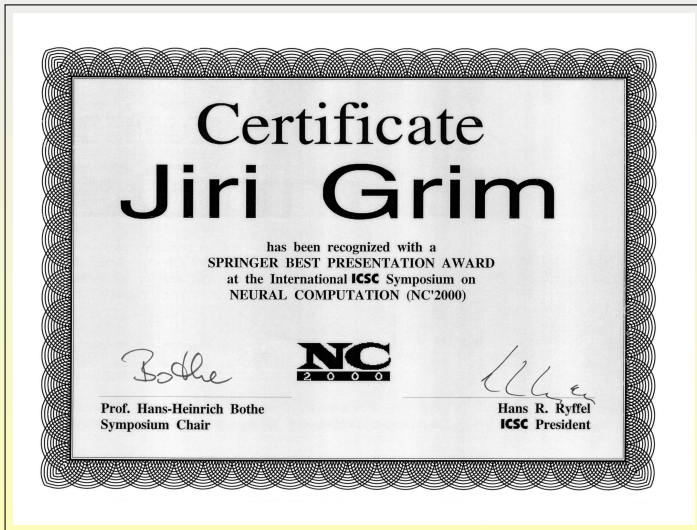 Certificate
Jiri Grim
has been recognized with a
SPRINGER BEST PRESENTATION AWARD
at the International ICSC Symposium on
NEURAL COMPUTATION (NC'2000)
NC
2000
Bothe
Prof. Hans-Heinrich Bothe
Symposium Chair
Hans R. Ryffel
ICSC President